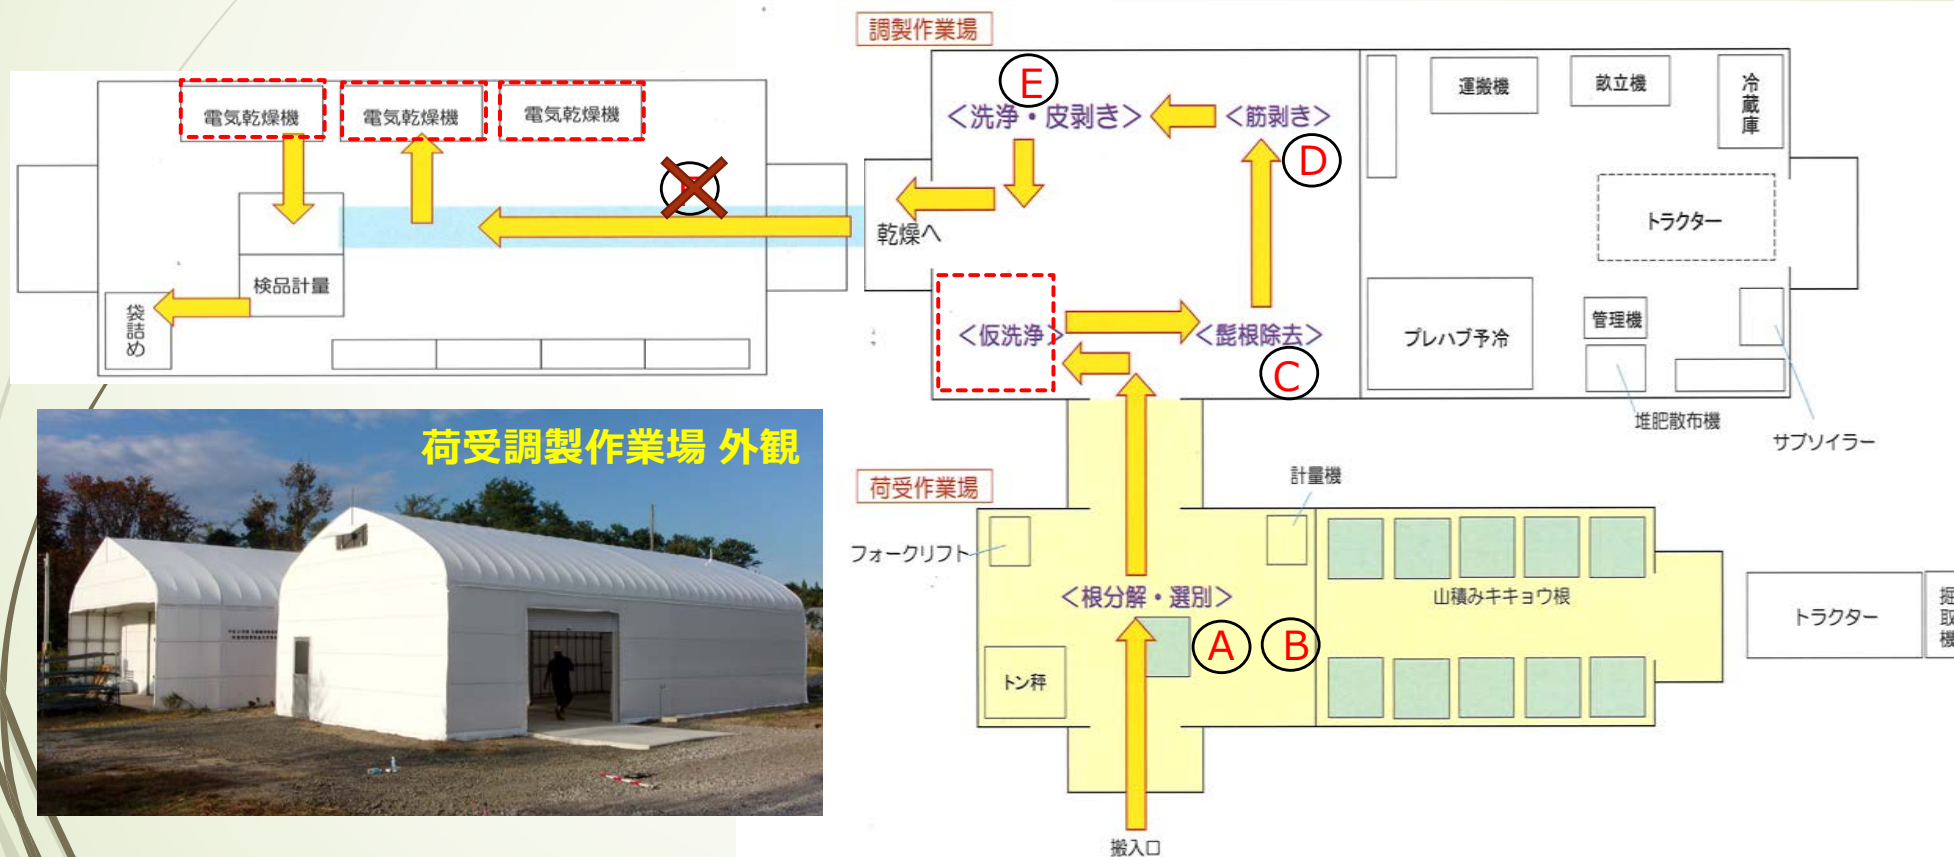 調製作業場
E
<洗浄・皮剥き>
<筋剥き>
D
乾燥へ
<仮洗浄>
<髭根除去>
C
運搬機
畝立機
冷蔵庫
トラクター
プレハブ予冷
管理機
堆肥散布機
サブソイラー
電気乾燥機
電気乾燥機
電気乾燥機
検品計量
袋詰め
荷受調製作業場 外観
荷受作業場
計量機
フォークリフト
<根分解・選別>
A
B
山積みキキョウ根
トン秤
トラクター
掘取機
搬入口